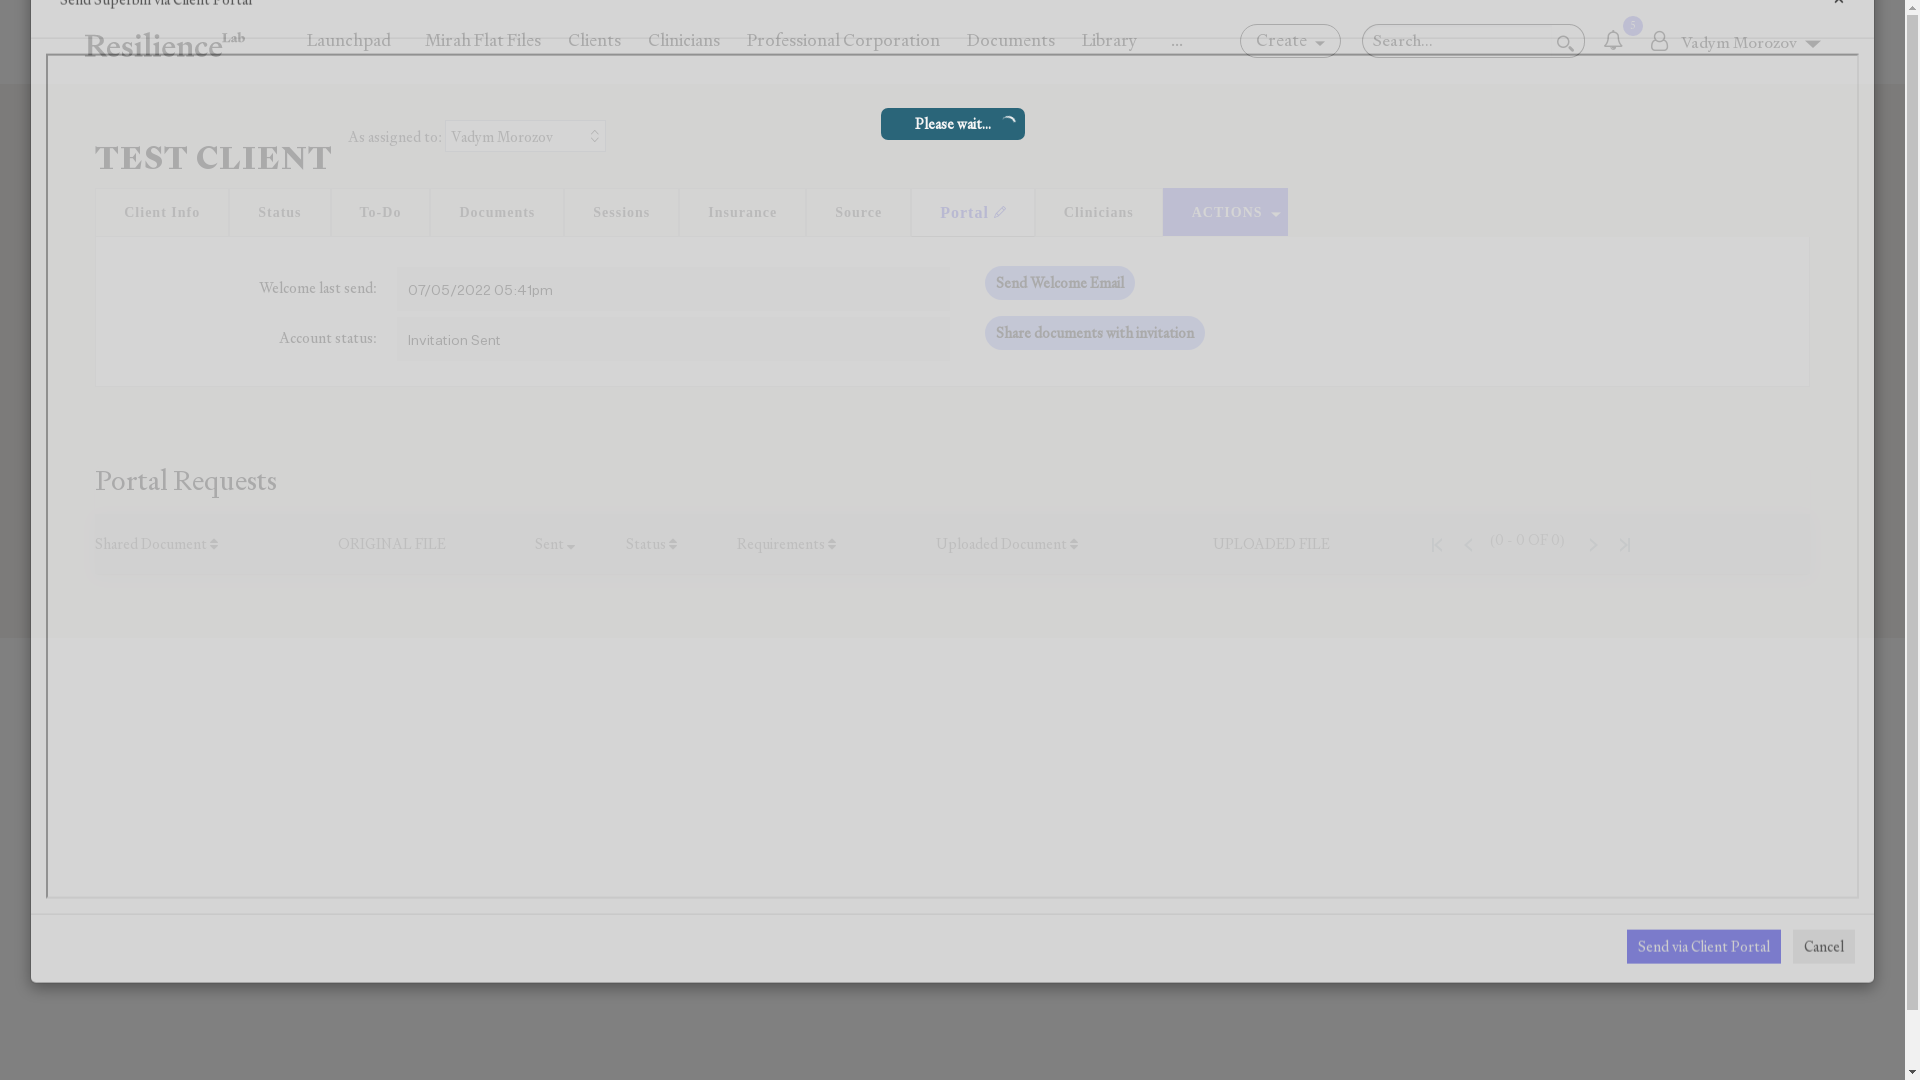 Send Superbill via Client Portal
ResilienceLab
Launchpad Mirah Flat Files Clients Clinicians Professional Corporation Documents Library ...
Create
Search...
5
Vadym Morozov
Please wait...
TEST CLIENT
As assigned to: Vadym Morozov
Client Info Status To-Do Documents Sessions Insurance Source Portal Clinicians ACTIONS
Welcome last send: 07/05/2022 05:41pm
Send Welcome Email
Account status: Invitation Sent
Share documents with invitation
Portal Requests
Shared Document ORIGINAL FILE Sent Status Requirements Uploaded Document UPLOADED FILE (0 - 0 OF 0)
Send via Client Portal Cancel